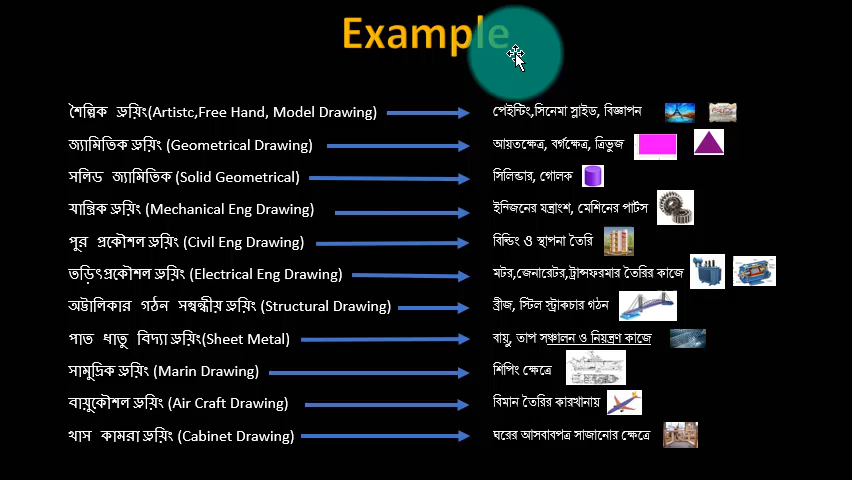 Example
শৈল্পিক ড্রয়িং(Artistc,Free Hand, Model Drawing) পেইন্টিং,সিনেমা স্লাইড, বিজ্ঞাপন
জ্যামিতিক ড্রয়িং (Geometrical Drawing) আয়তক্ষেত্র, বর্গক্ষেত্র, ত্রিভুজ
সলিড জ্যামিতিক (Solid Geometrical) সিলিন্ডার, গোলক
যান্ত্রিক ড্রয়িং (Mechanical Eng Drawing) ইন্জিনের যন্ত্রাংশ, মেশিনের পার্টস
পুর প্রকৌশল ড্রয়িং (Civil Eng Drawing) বিল্ডিং ও স্থাপনা তৈরি
তড়িৎপ্রকৌশল ড্রয়িং (Electrical Eng Drawing) মটর,জেনারেটর,ট্রান্সফরমার তৈরির কাজে
অট্টালিকার গঠন সম্বন্ধীয় ড্রয়িং (Structural Drawing) ব্রীজ, স্টিল স্ট্রাকচার গঠন
পাত ধাতু বিদ্যা ড্রয়িং(Sheet Metal) বায়ু, তাপ সঞ্চালন ও নিয়ন্ত্রণ কাজে
সামুদ্রিক ড্রয়িং (Marin Drawing) শিপিং ক্ষেত্রে
বায়ুকৌশল ড্রয়িং (Air Craft Drawing) বিমান তৈরির কারখানায়
খাস কামরা ড্রয়িং (Cabinet Drawing) ঘরের আসবাবপত্র সাজানোর ক্ষেত্রে